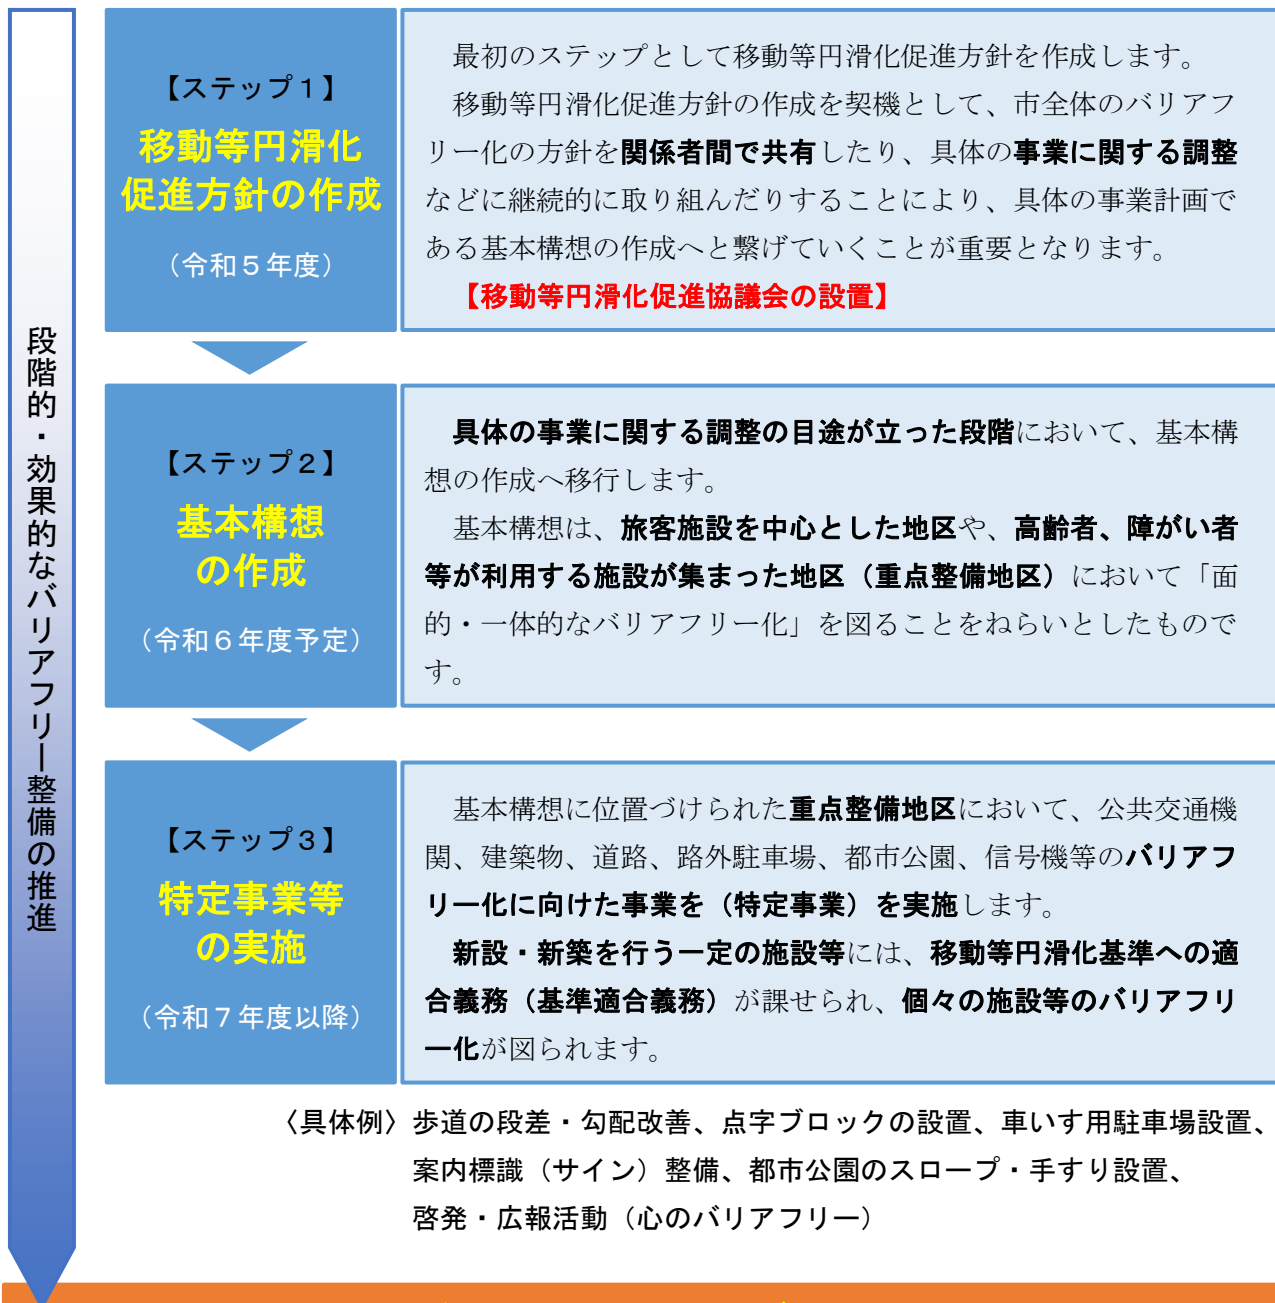 段階的・効果的なバリアフリー整備の推進
【ステップ１】
移動等円滑化
促進方針の作成
（令和５年度）
最初のステップとして移動等円滑化促進方針を作成します。
移動等円滑化促進方針の作成を契機として、市全体のバリアフ
リー化の方針を関係者間で共有したり、具体の事業に関する調整
などに継続的に取り組んだりすることにより、具体の事業計画で
ある基本構想の作成へと繋げていくことが重要となります。
【移動等円滑化促進協議会の設置】
【ステップ２】
基本構想
の作成
（令和６年度予定）
具体の事業に関する調整の目途が立った段階において、基本構
想の作成へ移行します。
基本構想は、旅客施設を中心とした地区や、高齢者、障がい者
等が利用する施設が集まった地区（重点整備地区）において「面
的・一体的なバリアフリー化」を図ることをねらいとしたもので
す。
【ステップ３】
特定事業等
の実施
（令和７年度以降）
基本構想に位置づけられた重点整備地区において、公共交通機
関、建築物、道路、路外駐車場、都市公園、信号機等のバリアフ
リー化に向けた事業を（特定事業）を実施します。
新設・新築を行う一定の施設等には、移動等円滑化基準への適
合義務（基準適合義務）が課せられ、個々の施設等のバリアフリ
ー化が図られます。
〈具体例〉歩道の段差・勾配改善、点字ブロックの設置、車いす用駐車場設置、
案内標識（サイン）整備、都市公園のスロープ・手すり設置、
啓発・広報活動（心のバリアフリー）